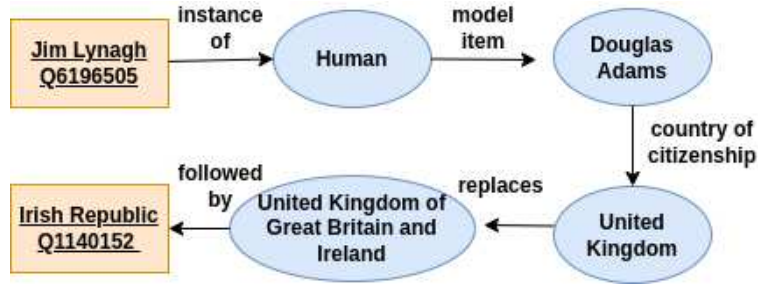 Jim Lynagh
Q6196505
instance
of
Human
model
item
Douglas
Adams
country of
citizenship
United
Kingdom
replaces
United Kingdom of
Great Britain and
Ireland
followed
by
Irish Republic
Q1140152